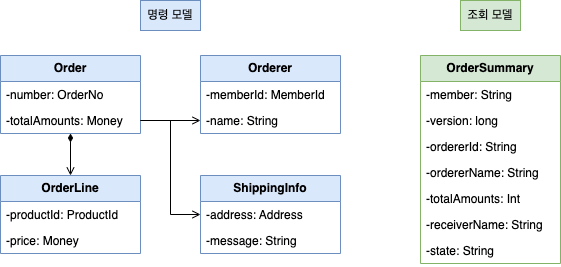 명령 모델
조회 모델
Order
-number: OrderNo
-totalAmounts: Money
Orderer
-memberId: MemberId
-name: String
OrderLine
-productId: ProductId
-price: Money
ShippingInfo
-address: Address
-message: String
OrderSummary
-member: String
-version: long
-ordererId: String
-ordererName: String
-totalAmounts: Int
-receiverName: String
-state: String